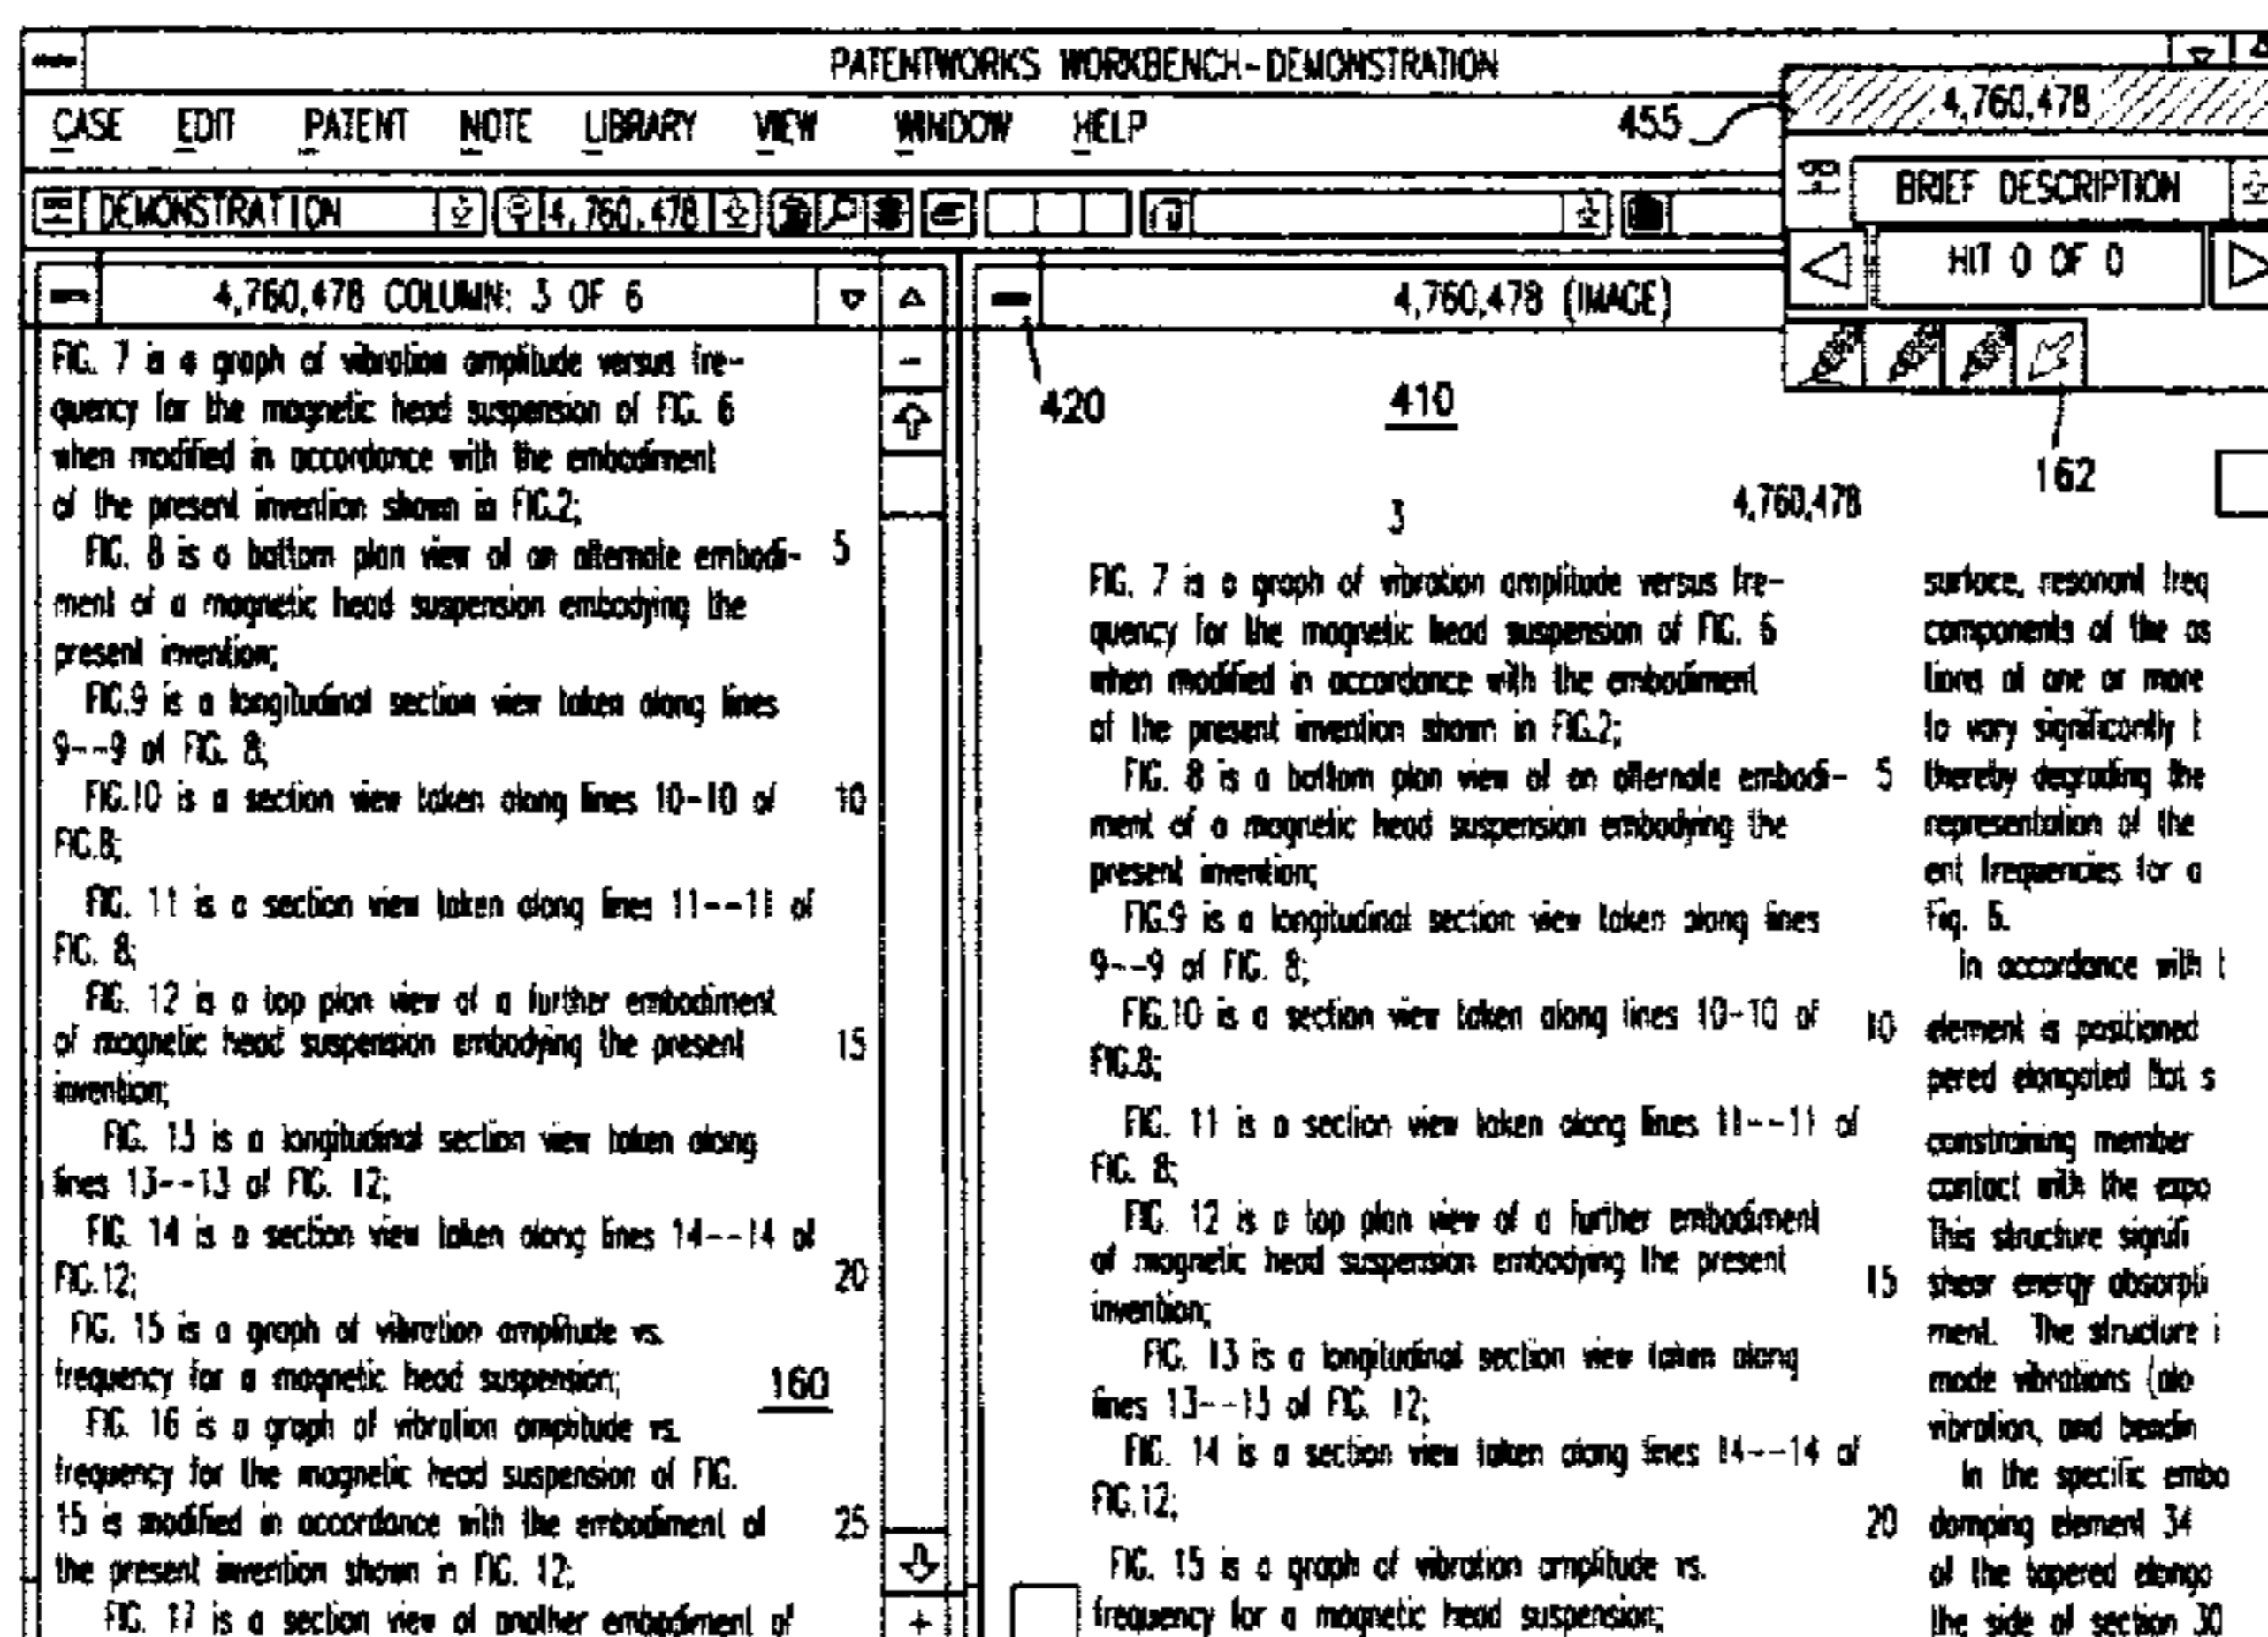 PATENTWORKS WORKBENCH-DEMONSTRATION
CASE EDIT PATENT NOTE LIBRARY VIEW WINDOW HELP
455
4,760,478
DEMONSTRATION
4,760,478
BRIEF DESCRIPTION
HIT 0 OF 0
162
4,760,478 COLUMN: 3 OF 6
FIG. 7 is a graph of vibration amplitude versus fre-
quency for the magnetic head suspension of FIG. 6
when modified in accordance with the embodiment
of the present invention shown in FIG.2;
FIG. 8 is a bottom plan view of an alternate embodi- 5
ment of a magnetic head suspension embodying the
present invention;
FIG.9 is a longitudinal section view taken along lines
9--9 of FIG. 8;
FIG.10 is a section view taken along lines 10-10 of 10
FIG.8;
FIG. 11 is a section view taken along lines 11--11 of
FIG. 8;
FIG. 12 is a top plan view of a further embodiment
of magnetic head suspension embodying the present 15
invention;
FIG. 13 is a longitudinal section view taken along
lines 13--13 of FIG. 12;
FIG. 14 is a section view taken along lines 14--14 of
FIG.12; 20
FIG. 15 is a graph of vibration amplitude vs.
frequency for a magnetic head suspension;
160
FIG. 16 is a graph of vibration amplitude vs.
frequency for the magnetic head suspension of FIG.
15 is modified in accordance with the embodiment of 25
the present invention shown in FIG. 12;
FIG. 17 is a section view of another embodiment of
+
4,760,478 (IMAGE)
420
410
3
4,760,478
FIG. 7 is a graph of vibration amplitude versus fre-
quency for the magnetic head suspension of FIG. 6
when modified in accordance with the embodiment
of the present invention shown in FIG.2;
FIG. 8 is a bottom plan view of an alternate embodi- 5
ment of a magnetic head suspension embodying the
present invention;
FIG.9 is a longitudinal section view taken along lines
9--9 of FIG. 8;
FIG.10 is a section view taken along lines 10-10 of
10
FIG.8;
FIG. 11 is a section view taken along lines 11--11 of
FIG. 8;
FIG. 12 is a top plan view of a further embodiment
of magnetic head suspension embodying the present
15
invention;
FIG. 13 is a longitudinal section view taken along
lines 13--13 of FIG. 12;
FIG. 14 is a section view taken along lines 14--14 of
FIG.12;
20
FIG. 15 is a graph of vibration amplitude vs.
frequency for a magnetic head suspension;
surface, resonant freq
components of the as
tions of one or more
to vary significantly t
thereby degrading the
representation of the
ent frequencies for a
Fig. 6.
In accordance with t
element is positioned
pered elongated flat s
constraining member
contact with the expo
This structure signifi
shear energy absorpti
ment. The structure i
mode vibrations (alo
vibration, and bendin
In the specific embo
damping element 34
of the tapered elonga
the side of section 30